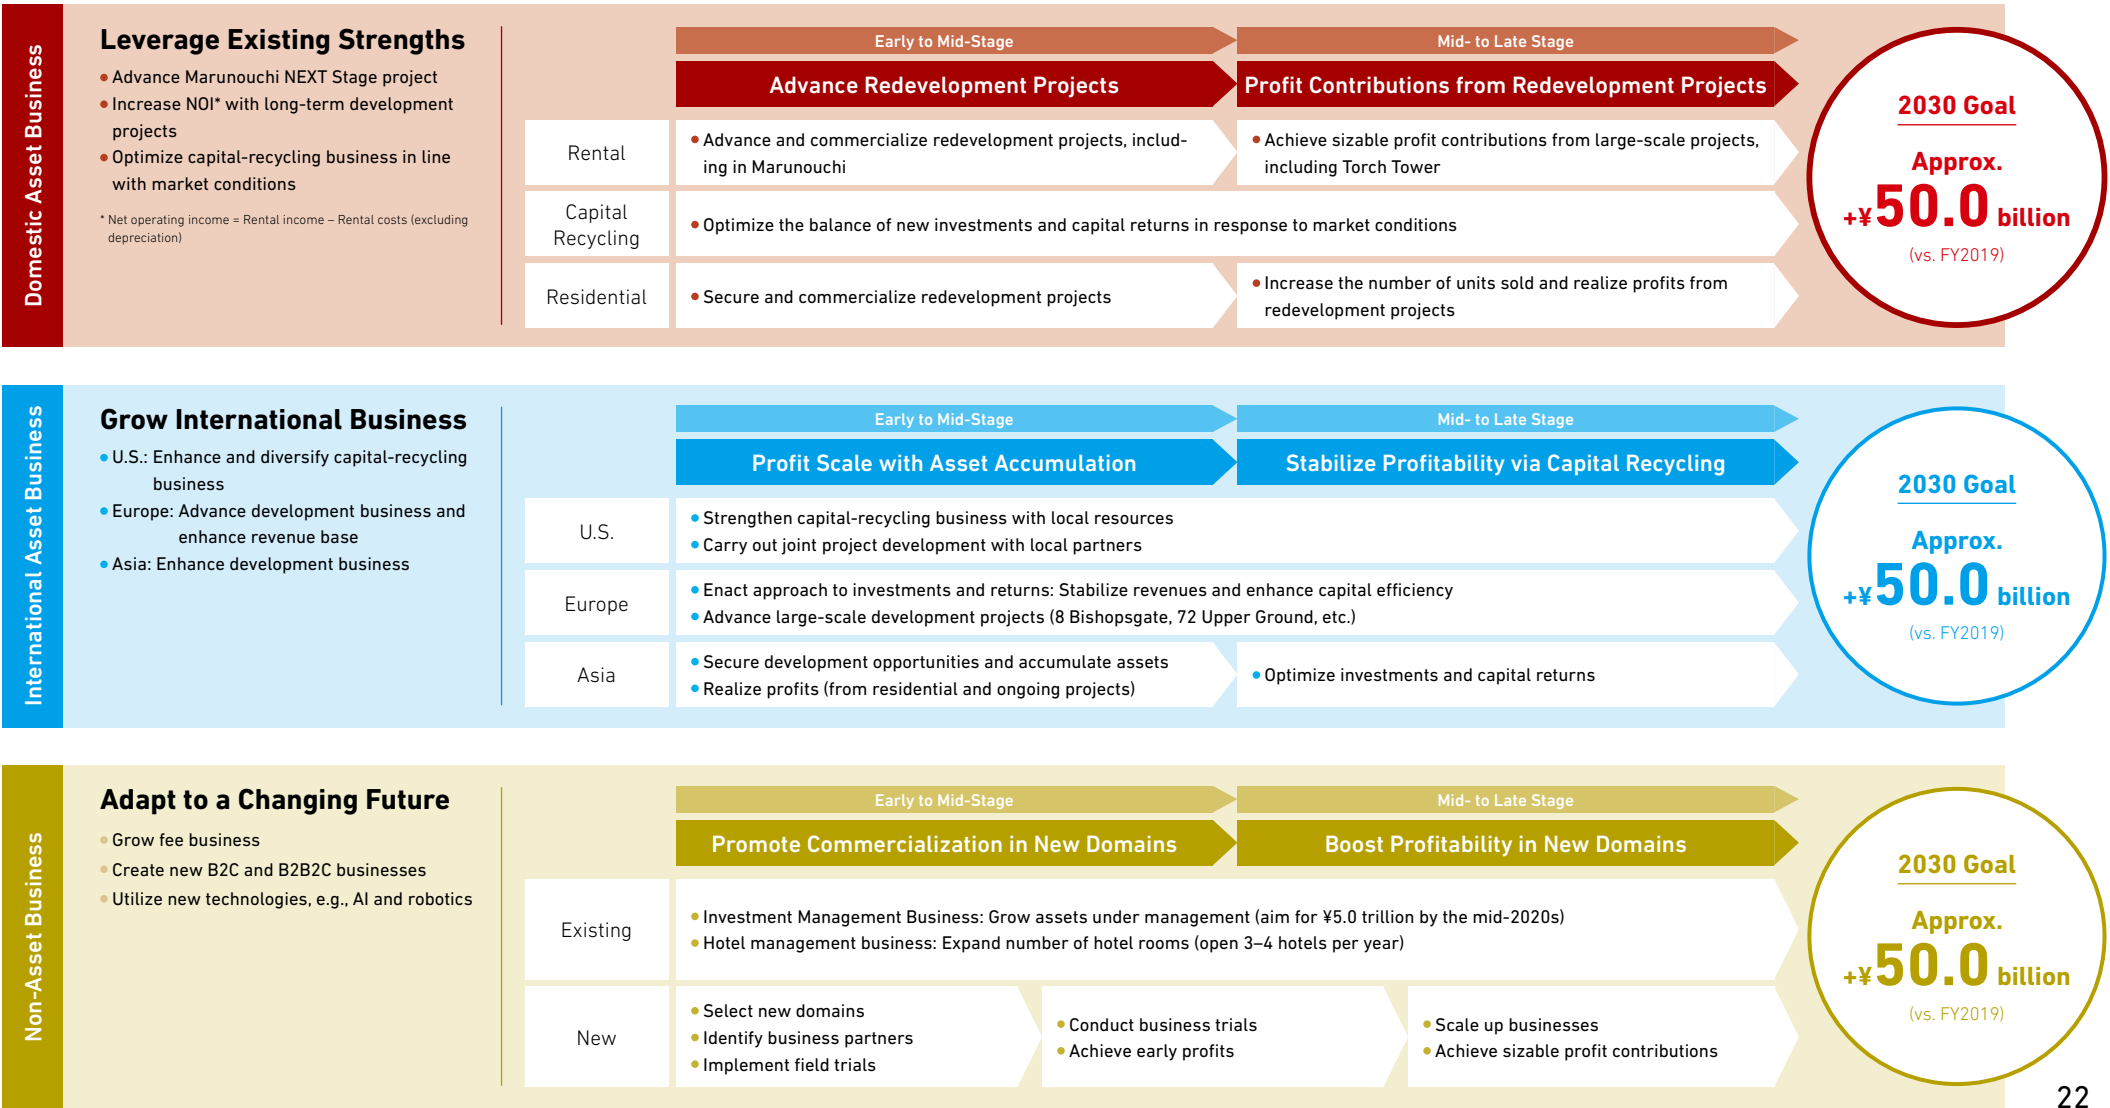 Domestic Asset Business
Leverage Existing Strengths
• Advance Marunouchi NEXT Stage project
• Increase NOI* with long-term development
projects
• Optimize capital-recycling business in line
with market conditions
* Net operating income = Rental income – Rental costs (excluding
depreciation)
Early to Mid-Stage
Mid- to Late Stage
Advance Redevelopment Projects
Profit Contributions from Redevelopment Projects
Rental
• Advance and commercialize redevelopment projects, includ-
ing in Marunouchi
• Achieve sizable profit contributions from large-scale projects,
including Torch Tower
Capital
Recycling
• Optimize the balance of new investments and capital returns in response to market conditions
Residential
• Secure and commercialize redevelopment projects
• Increase the number of units sold and realize profits from
redevelopment projects
2030 Goal
Approx.
+¥50.0 billion
(vs. FY2019)
International Asset Business
Grow International Business
• U.S.: Enhance and diversify capital-recycling
business
• Europe: Advance development business and
enhance revenue base
• Asia: Enhance development business
Early to Mid-Stage
Mid- to Late Stage
Profit Scale with Asset Accumulation
Stabilize Profitability via Capital Recycling
U.S.
• Strengthen capital-recycling business with local resources
• Carry out joint project development with local partners
Europe
• Enact approach to investments and returns: Stabilize revenues and enhance capital efficiency
• Advance large-scale development projects (8 Bishopsgate, 72 Upper Ground, etc.)
Asia
• Secure development opportunities and accumulate assets
• Realize profits (from residential and ongoing projects)
• Optimize investments and capital returns
2030 Goal
Approx.
+¥50.0 billion
(vs. FY2019)
Non-Asset Business
Adapt to a Changing Future
• Grow fee business
• Create new B2C and B2B2C businesses
• Utilize new technologies, e.g., AI and robotics
Early to Mid-Stage
Mid- to Late Stage
Promote Commercialization in New Domains
Boost Profitability in New Domains
Existing
• Investment Management Business: Grow assets under management (aim for ¥5.0 trillion by the mid-2020s)
• Hotel management business: Expand number of hotel rooms (open 3–4 hotels per year)
New
• Select new domains
• Identify business partners
• Implement field trials
• Conduct business trials
• Achieve early profits
• Scale up businesses
• Achieve sizable profit contributions
2030 Goal
Approx.
+¥50.0 billion
(vs. FY2019)
22